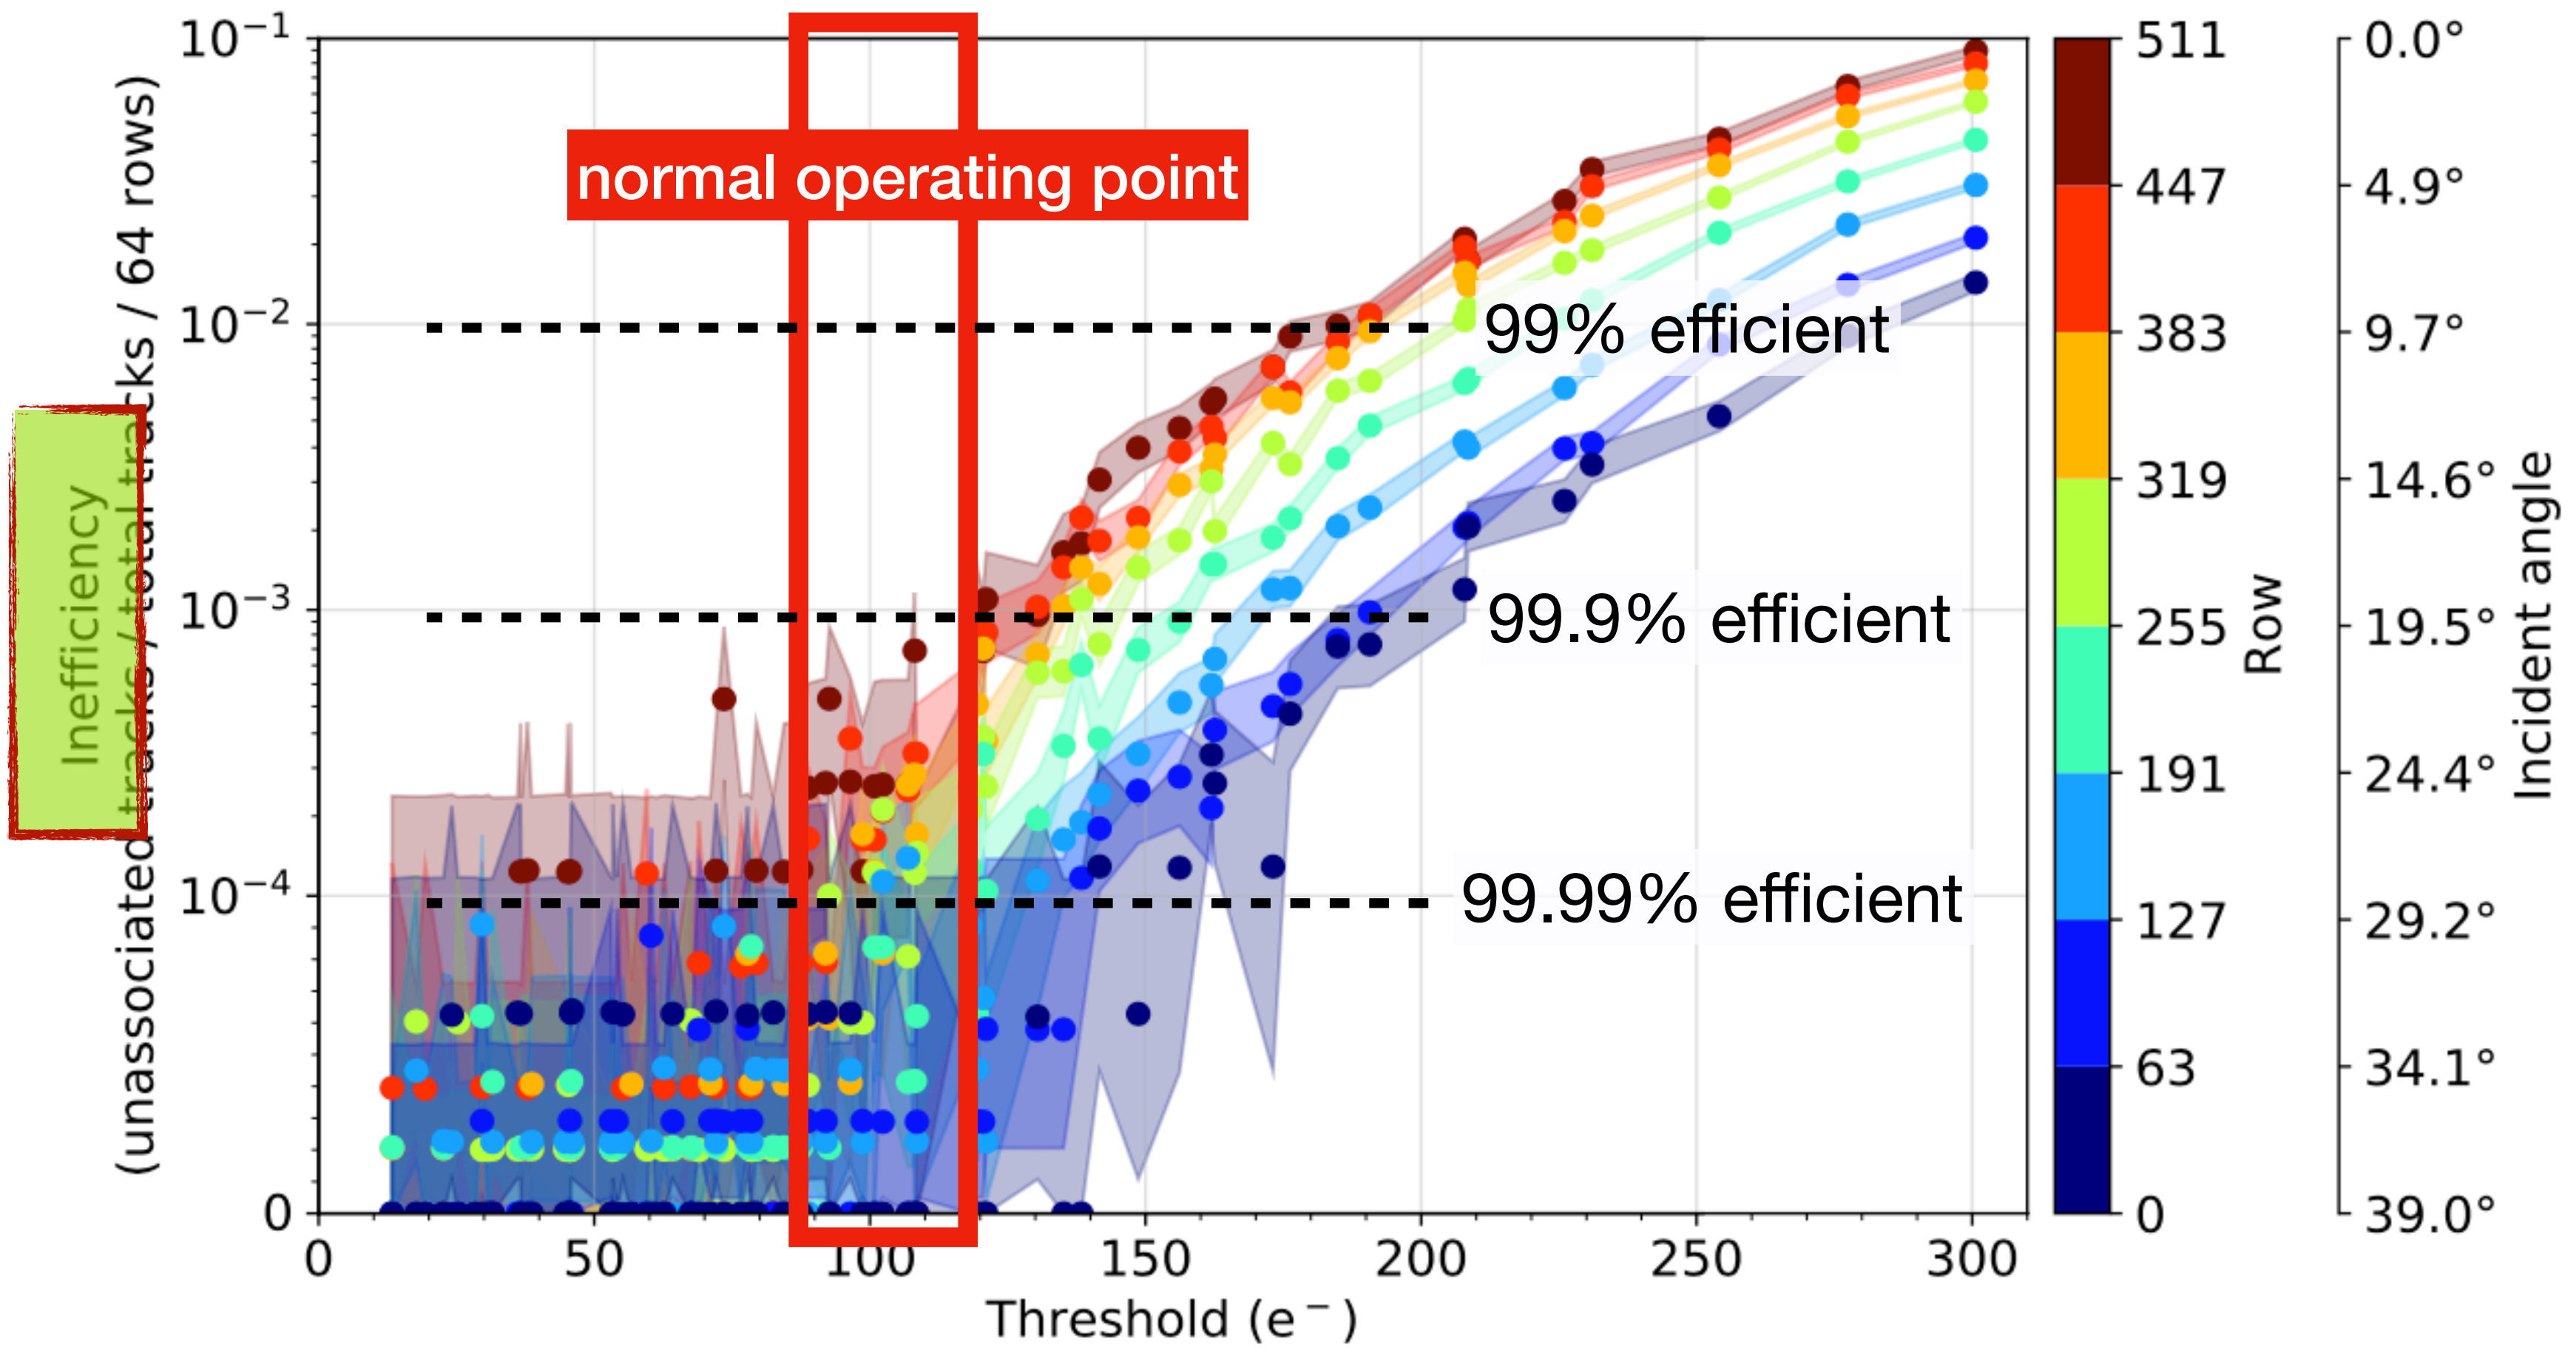 Inefficiency
(unassociated tracks / total tracks / 64 rows)
10⁻¹
10⁻²
10⁻³
10⁻⁴
0
normal operating point
99% efficient
99.9% efficient
99.99% efficient
0 50 100 150 200 250 300
Threshold (e⁻)
511
447
383
319
255
191
127
63
0
Row
0.0°
4.9°
9.7°
14.6°
19.5°
24.4°
29.2°
34.1°
39.0°
Incident angle